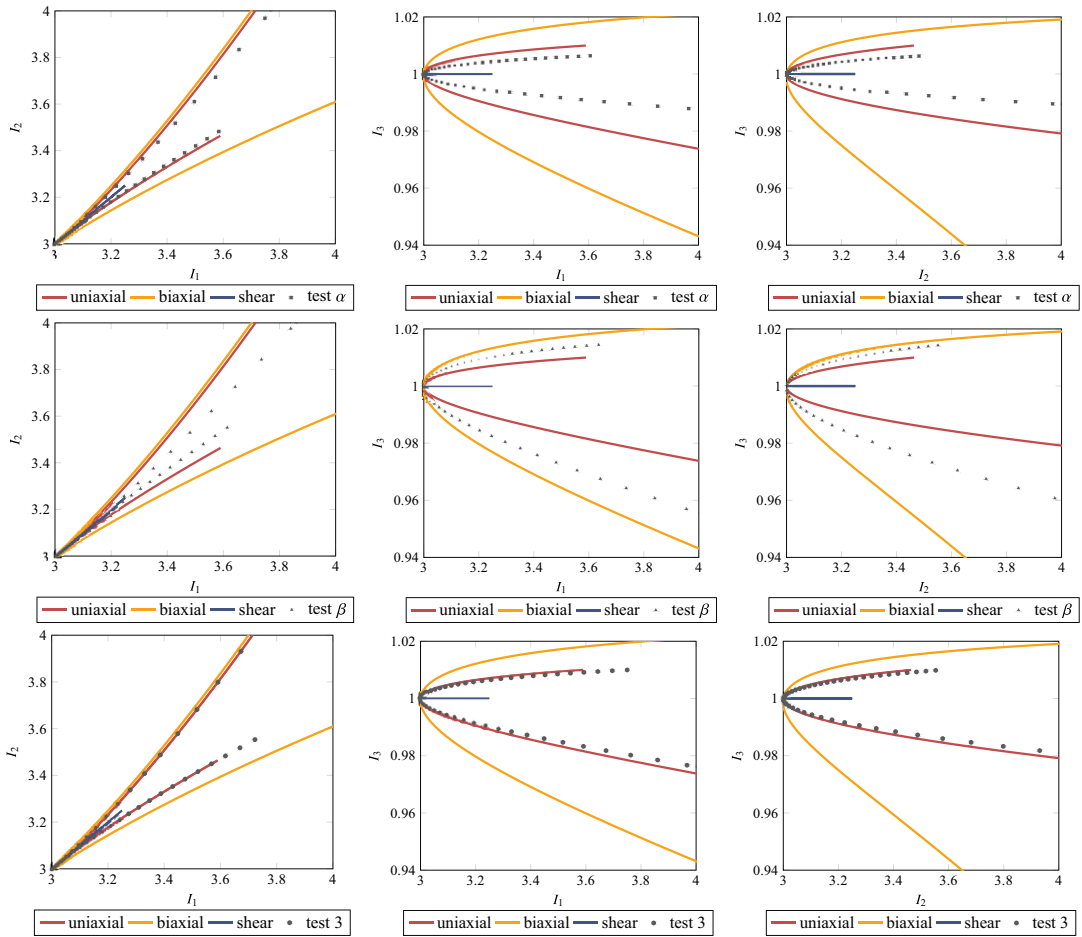 4
3.8
3.6
3.4
3.2
3
3 3.2 3.4 3.6 3.8 4
I2
I1
uniaxial biaxial shear test α
1.02
1
0.98
0.96
0.94
3 3.2 3.4 3.6 3.8 4
I3
I1
uniaxial biaxial shear test α
1.02
1
0.98
0.96
0.94
3 3.2 3.4 3.6 3.8 4
I3
I2
uniaxial biaxial shear test α
4
3.8
3.6
3.4
3.2
3
3 3.2 3.4 3.6 3.8 4
I2
I1
uniaxial biaxial shear test β
1.02
1
0.98
0.96
0.94
3 3.2 3.4 3.6 3.8 4
I3
I1
uniaxial biaxial shear test β
1.02
1
0.98
0.96
0.94
3 3.2 3.4 3.6 3.8 4
I3
I2
uniaxial biaxial shear test β
4
3.8
3.6
3.4
3.2
3
3 3.2 3.4 3.6 3.8 4
I2
I1
uniaxial biaxial shear test 3
1.02
1
0.98
0.96
0.94
3 3.2 3.4 3.6 3.8 4
I3
I1
uniaxial biaxial shear test 3
1.02
1
0.98
0.96
0.94
3 3.2 3.4 3.6 3.8 4
I3
I2
uniaxial biaxial shear test 3